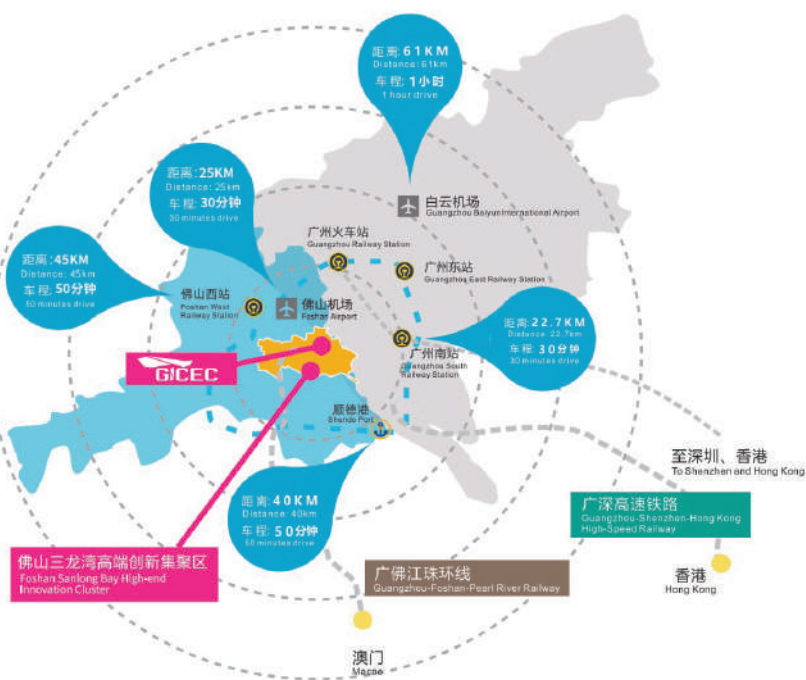 距离:61KM
Distance: 61km
车程:1小时
1 hour drive
距离:25KM
Distance: 25km
车程:30分钟
30 minutes drive
白云机场
Guangzhou Baiyun International Airport
广州火车站
Guangzhou Railway Station
距离:45KM
Distance: 45km
车程:50分钟
50 minutes drive
广州东站
Guangzhou East Railway Station
佛山西站
Foshan West
Railway Station
佛山机场
Foshan Airport
距离:22.7KM
Distance: 22.7km
车程:30分钟
30 minutes drive
广州南站
Guangzhou South
Railway Station
GICEC
顺德港
Shunde Port
至深圳、香港
To Shenzhen and Hong Kong
距离:40KM
Distance: 40km
车程:50分钟
50 minutes drive
广深高速铁路
Guangzhou-Shenzhen-Hong Kong
High-Speed Railway
佛山三龙湾高端创新集聚区
Foshan Sanlong Bay High-end
Innovation Cluster
广佛江珠环线
Guangzhou-Foshan-Pearl River Railway
香港
Hong Kong
澳门
Macao